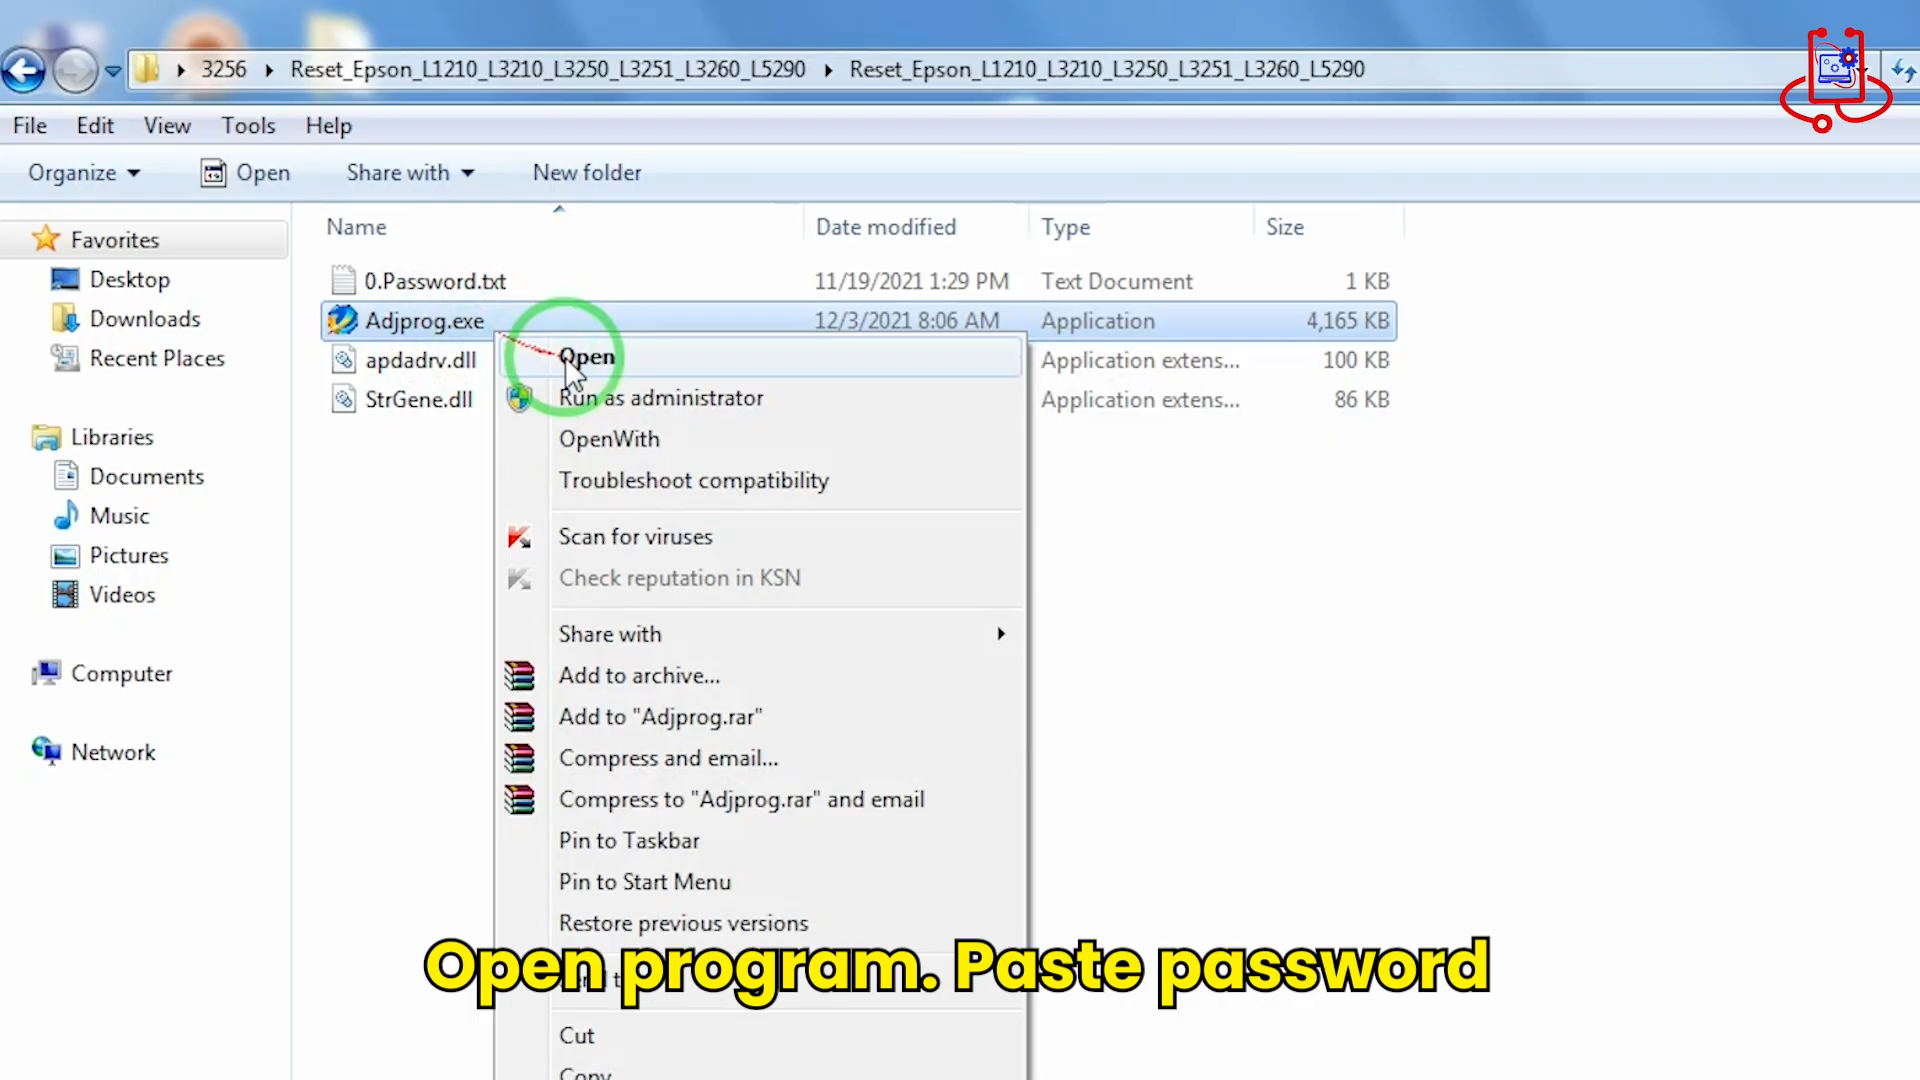 3256 Reset_Epson_L1210_L3210_L3250_L3251_L3260_L5290 Reset_Epson_L1210_L3210_L3250_L3251_L3260_L5290
File Edit View Tools Help
Organize Open Share with New folder
Name Date modified Type Size
Favorites
Desktop
Downloads
Recent Places
Libraries
Documents
Music
Pictures
Videos
Computer
Network
0.Password.txt 11/19/2021 1:29 PM Text Document 1 KB
Adjprog.exe 12/3/2021 8:06 AM Application 4,165 KB
apdadrv.dll Application extens... 100 KB
StrGene.dll Application extens... 86 KB
Open
Run as administrator
OpenWith
Troubleshoot compatibility
Scan for viruses
Check reputation in KSN
Share with
Add to archive...
Add to "Adjprog.rar"
Compress and email...
Compress to "Adjprog.rar" and email
Pin to Taskbar
Pin to Start Menu
Restore previous versions
Open program. Paste password
Cut
Copy